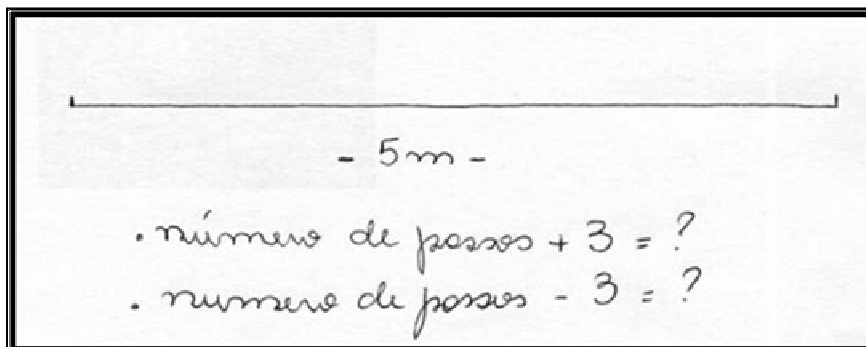 - 5m -
. número de passos + 3 = ?
. numero de passos - 3 = ?